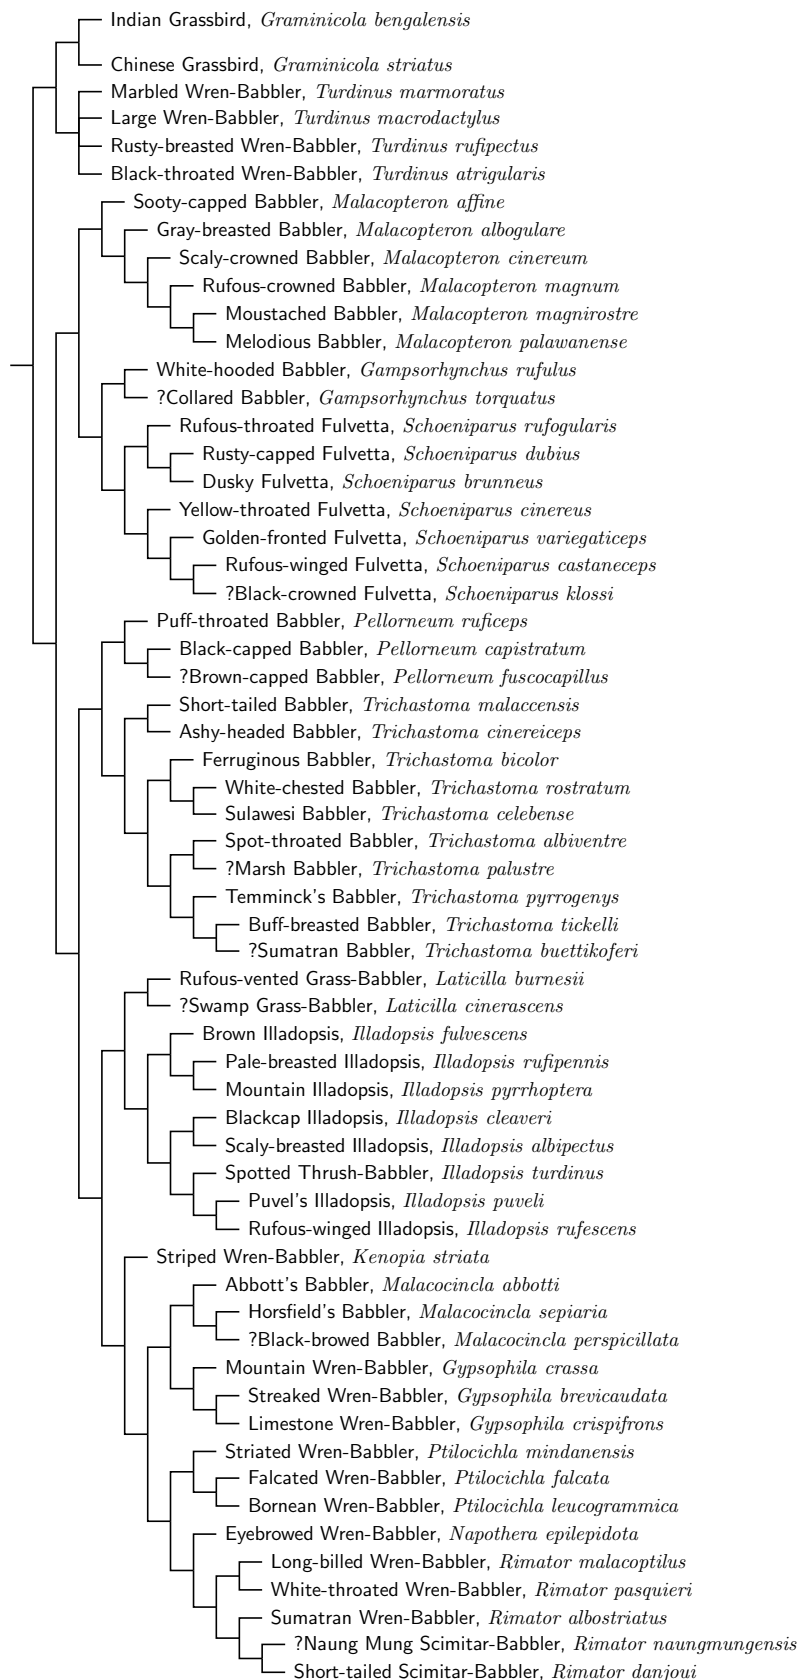 Indian Grassbird, Graminicola bengalensis
Chinese Grassbird, Graminicola striatus
Marbled Wren-Babbler, Turdinus marmoratus
Large Wren-Babbler, Turdinus macrodactylus
Rusty-breasted Wren-Babbler, Turdinus rufipectus
Black-throated Wren-Babbler, Turdinus atrigularis
Sooty-capped Babbler, Malacopteron affine
Gray-breasted Babbler, Malacopteron albogulare
Scaly-crowned Babbler, Malacopteron cinereum
Rufous-crowned Babbler, Malacopteron magnum
Moustached Babbler, Malacopteron magnirostre
Melodious Babbler, Malacopteron palawanense
White-hooded Babbler, Gampsorhynchus rufulus
?Collared Babbler, Gampsorhynchus torquatus
Rufous-throated Fulvetta, Schoeniparus rufogularis
Rusty-capped Fulvetta, Schoeniparus dubius
Dusky Fulvetta, Schoeniparus brunneus
Yellow-throated Fulvetta, Schoeniparus cinereus
Golden-fronted Fulvetta, Schoeniparus variegaticeps
Rufous-winged Fulvetta, Schoeniparus castaneceps
?Black-crowned Fulvetta, Schoeniparus klossi
Puff-throated Babbler, Pellorneum ruficeps
Black-capped Babbler, Pellorneum capistratum
?Brown-capped Babbler, Pellorneum fuscocapillus
Short-tailed Babbler, Trichastoma malaccensis
Ashy-headed Babbler, Trichastoma cinereiceps
Ferruginous Babbler, Trichastoma bicolor
White-chested Babbler, Trichastoma rostratum
Sulawesi Babbler, Trichastoma celebense
Spot-throated Babbler, Trichastoma albiventre
?Marsh Babbler, Trichastoma palustre
Temminck's Babbler, Trichastoma pyrrogenys
Buff-breasted Babbler, Trichastoma tickelli
?Sumatran Babbler, Trichastoma buettikoferi
Rufous-vented Grass-Babbler, Laticilla burnesii
?Swamp Grass-Babbler, Laticilla cinerascens
Brown Illadopsis, Illadopsis fulvescens
Pale-breasted Illadopsis, Illadopsis rufipennis
Mountain Illadopsis, Illadopsis pyrrhoptera
Blackcap Illadopsis, Illadopsis cleaveri
Scaly-breasted Illadopsis, Illadopsis albipectus
Spotted Thrush-Babbler, Illadopsis turdinus
Puvel's Illadopsis, Illadopsis puveli
Rufous-winged Illadopsis, Illadopsis rufescens
Striped Wren-Babbler, Kenopia striata
Abbott's Babbler, Malacocincla abbotti
Horsfield's Babbler, Malacocincla sepiaria
?Black-browed Babbler, Malacocincla perspicillata
Mountain Wren-Babbler, Gypsophila crassa
Streaked Wren-Babbler, Gypsophila brevicaudata
Limestone Wren-Babbler, Gypsophila crispifrons
Striated Wren-Babbler, Ptilocichla mindanensis
Falcated Wren-Babbler, Ptilocichla falcata
Bornean Wren-Babbler, Ptilocichla leucogrammica
Eyebrowed Wren-Babbler, Napothera epilepidota
Long-billed Wren-Babbler, Rimator malacoptilus
White-throated Wren-Babbler, Rimator pasquieri
Sumatran Wren-Babbler, Rimator albostriatus
?Naung Mung Scimitar-Babbler, Rimator naungmungensis
Short-tailed Scimitar-Babbler, Rimator danjoui